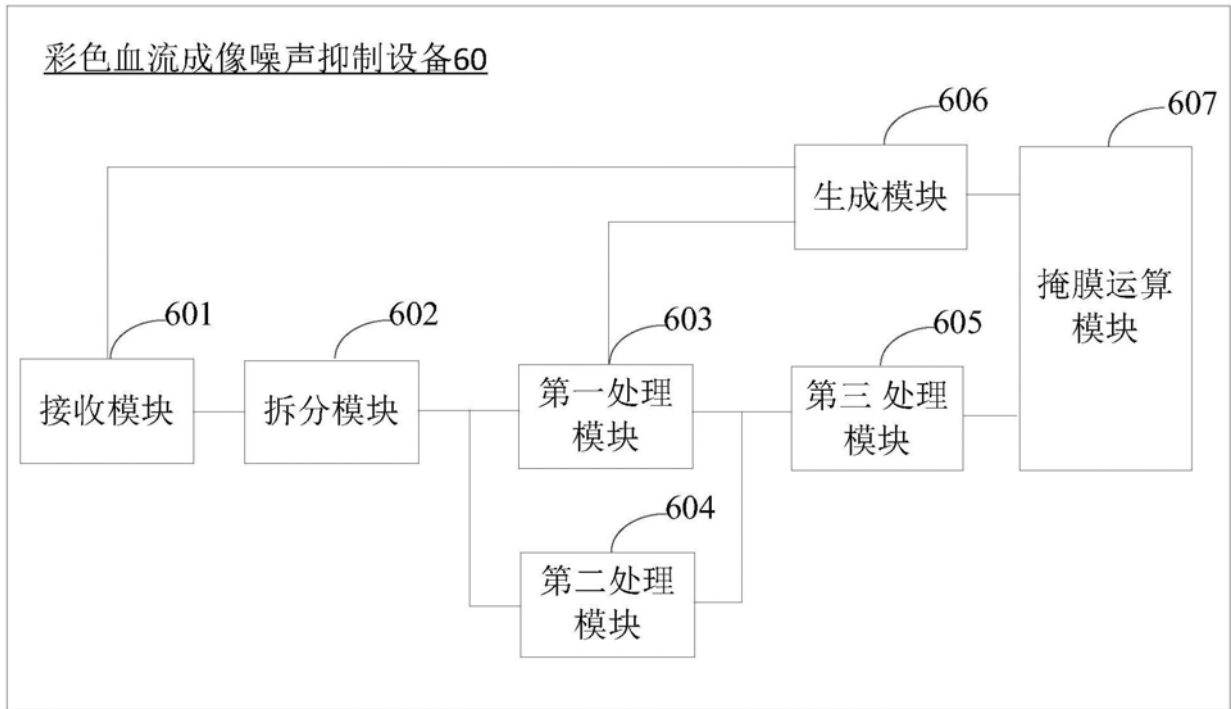 彩色血流成像噪声抑制设备60
606
607
生成模块
掩膜运算
模块
601
602
603
605
接收模块
拆分模块
第一处理
模块
第三 处理
模块
604
第二处理
模块